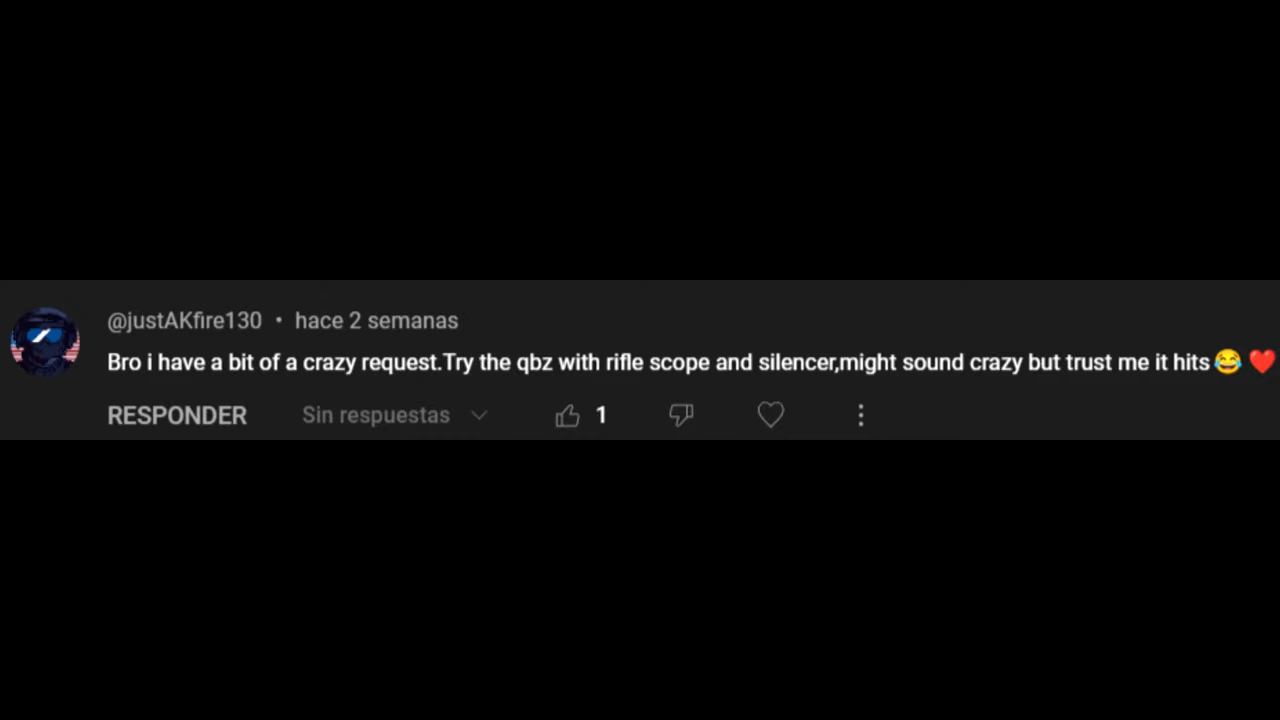 @justAKfire130 • hace 2 semanas
Bro i have a bit of a crazy request.Try the qbz with rifle scope and silencer,might sound crazy but trust me it hits😂❤️
RESPONDER Sin respuestas 1